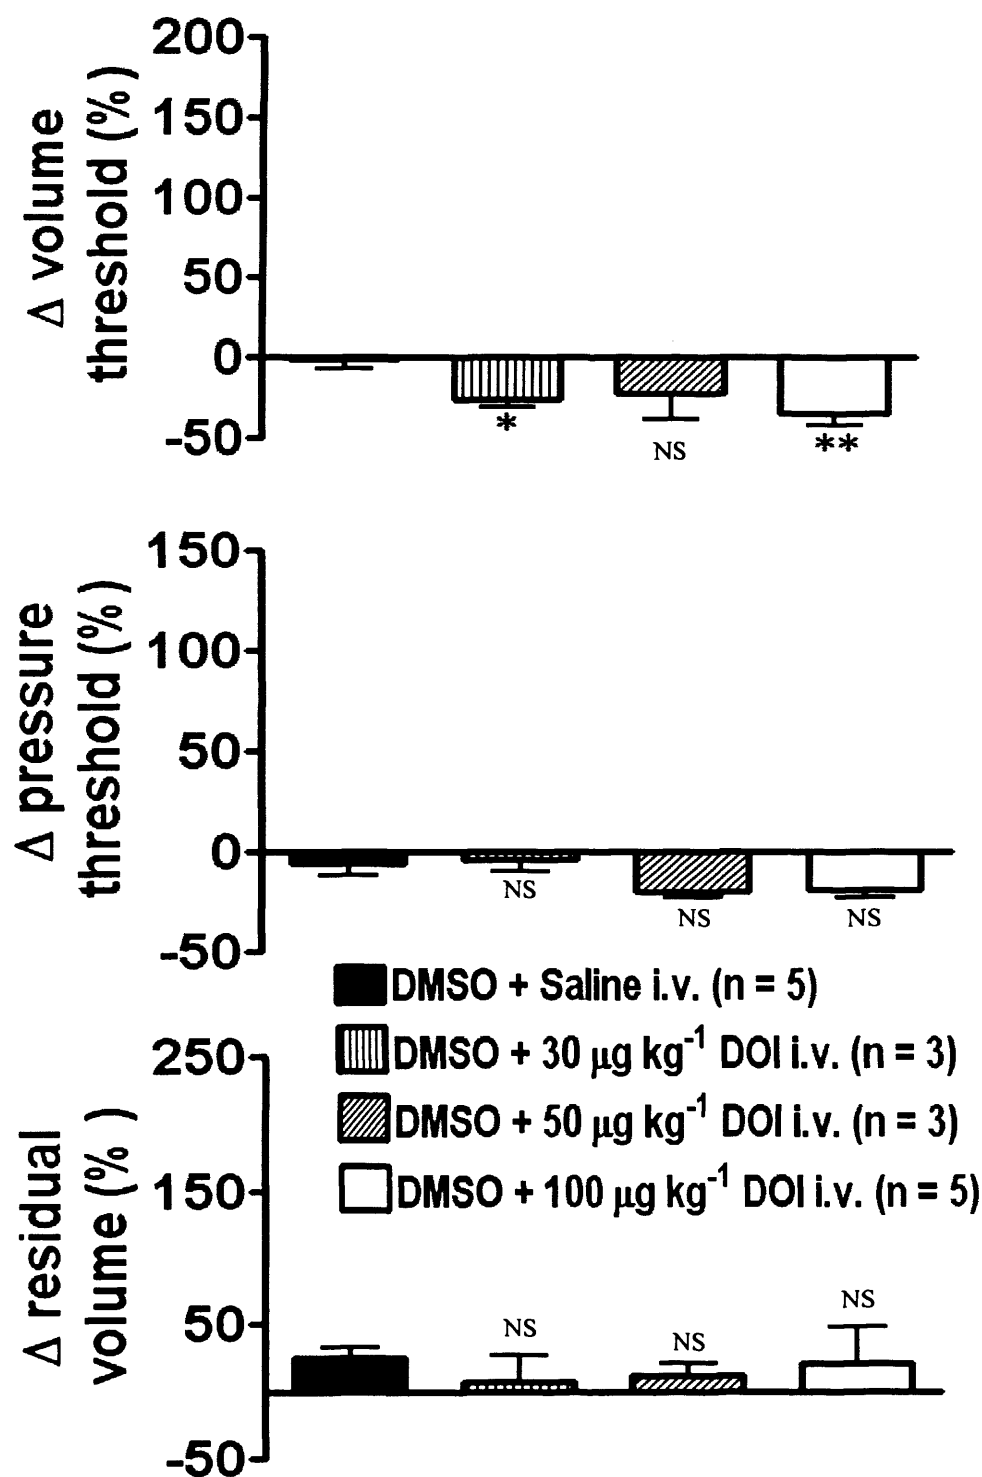 Δ volume
threshold (%)
200
150
100
50
0
-50
*
NS
**
Δ pressure
threshold (%)
150
100
50
0
-50
NS
NS
NS
DMSO + Saline i.v. (n = 5)
DMSO + 30 µg kg⁻¹ DOI i.v. (n = 3)
DMSO + 50 µg kg⁻¹ DOI i.v. (n = 3)
DMSO + 100 µg kg⁻¹ DOI i.v. (n = 5)
Δ residual
volume (% )
250
150
50
-50
NS
NS
NS